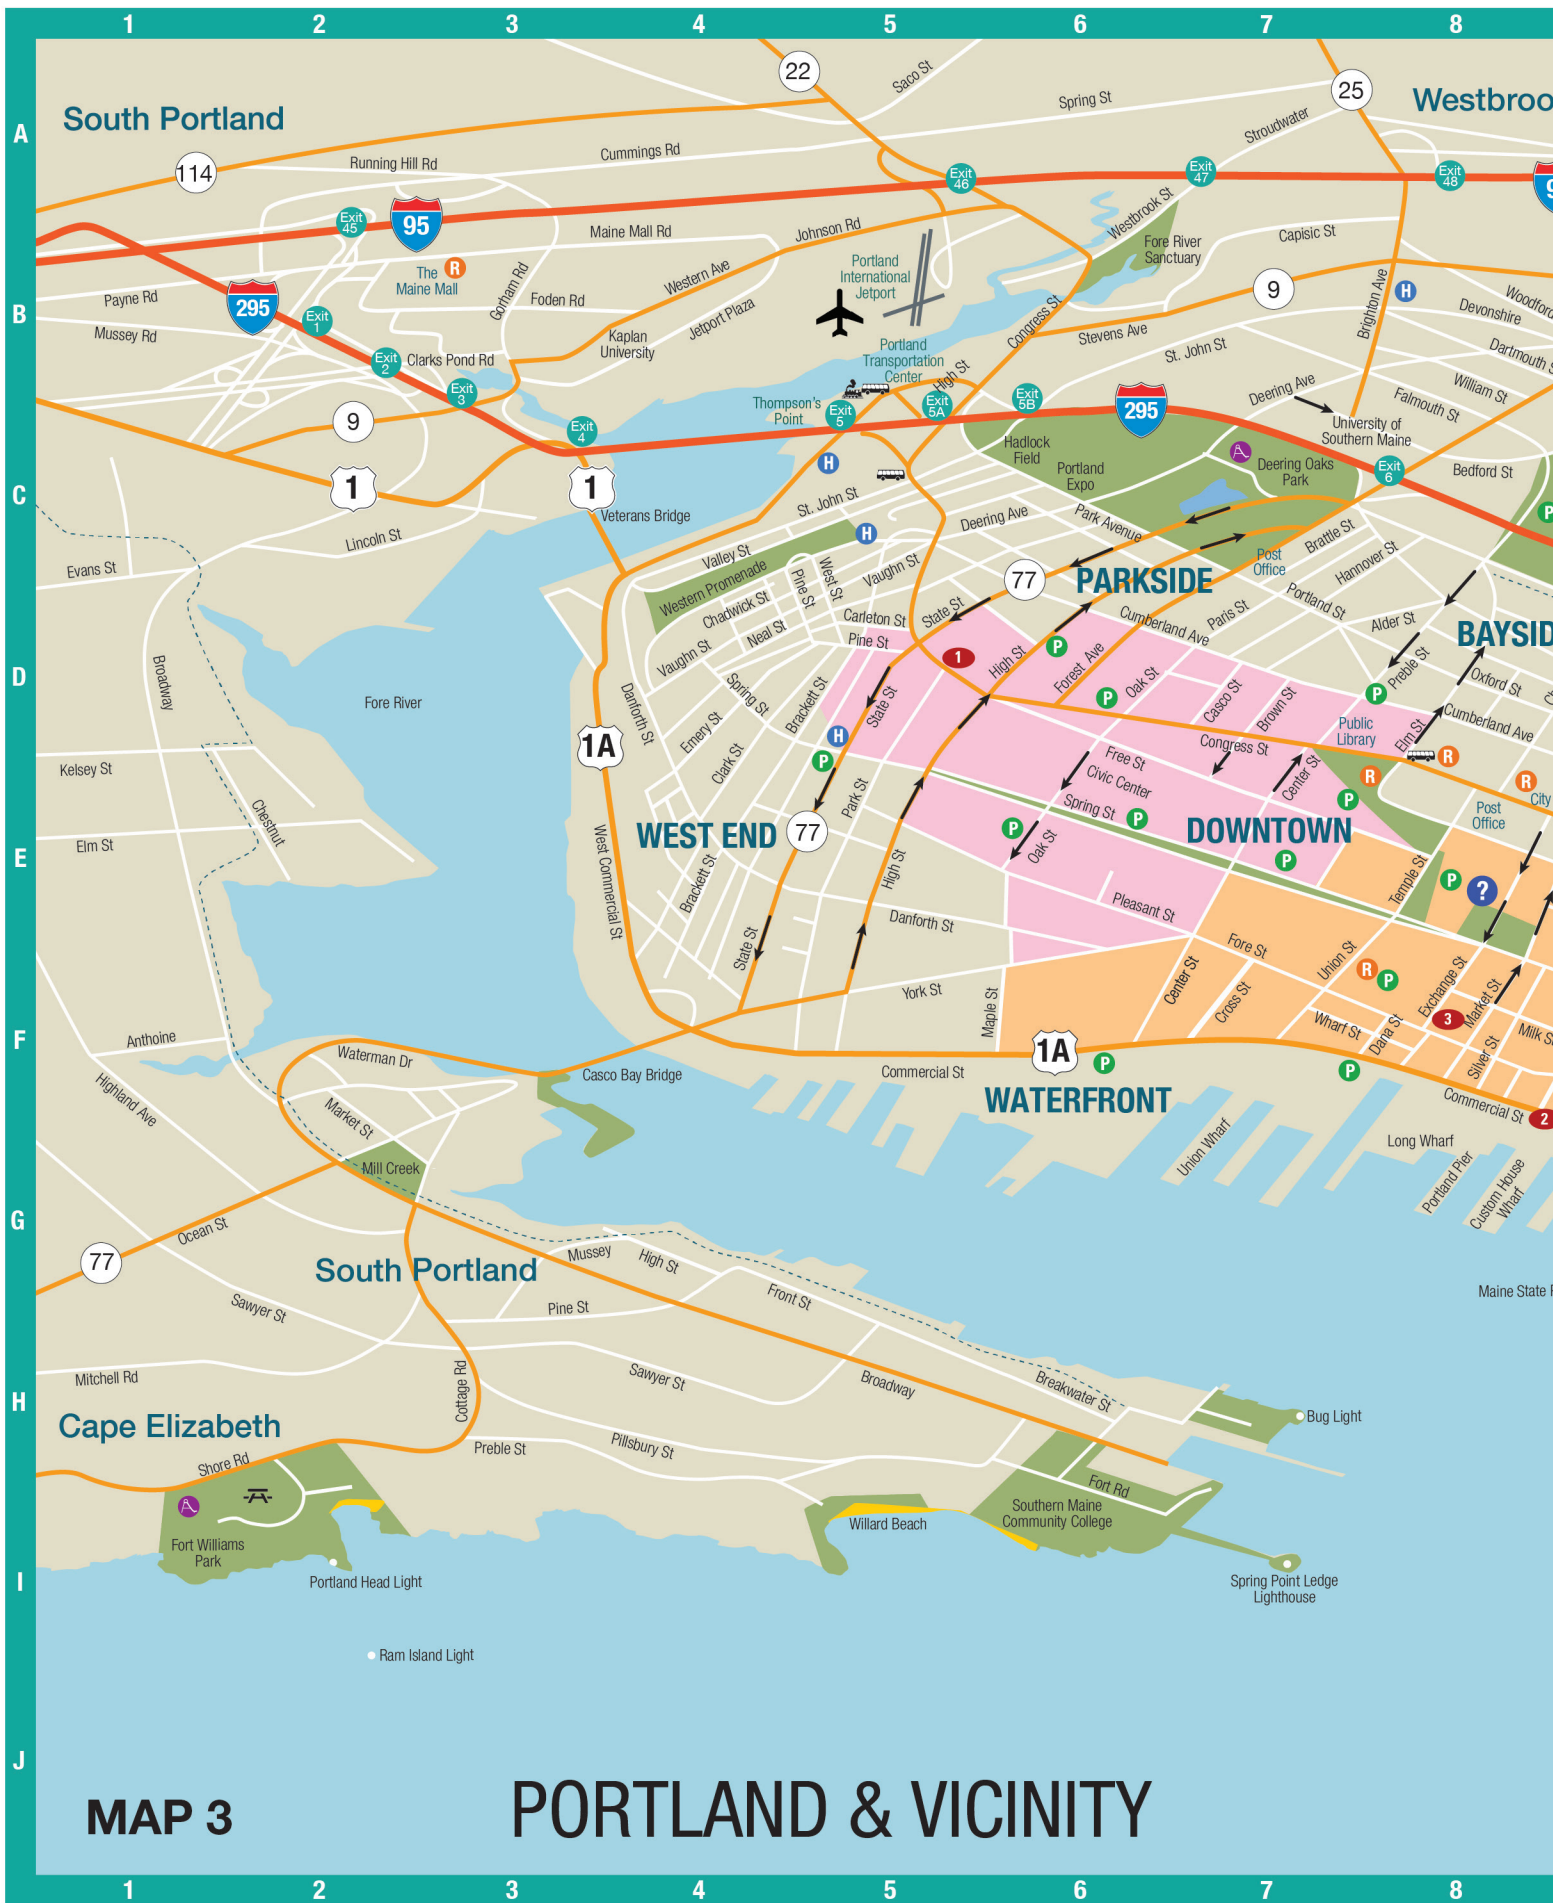 1 2 3 4 5 6 7 8
A
B
C
D
E
F
G
H
I
J
22
Saco St
25
South Portland
Spring St
Westbroo
Stroudwater
Cummings Rd
Running Hill Rd
114
Exit
46
Exit
47
Exit
48
9
Exit
45
95
Westbrook St
Maine Mall Rd
Johnson Rd
Fore River
Sanctuary
Capisic St
The
Maine Mall
R
Portland
International
Jetport
Gorham Rd
Western Ave
9
H
Payne Rd
295
Foden Rd
Jetport Plaza
Congress St
Brighton Ave
Woodford
Devonshire
Exit
1
Mussey Rd
Kaplan
University
Stevens Ave
St. John St
Portland
Transportation
Center
Dartmouth S
Exit
2
Clarks Pond Rd
Exit
3
High St
William St
Deering Ave
Falmouth St
Thompson's
Point
Exit
5
Exit
5A
Exit
5B
295
University of
Southern Maine
9
Exit
4
Hadlock
Field
Portland
Expo
Deering Oaks
Park
Exit
6
Bedford St
H
1
1
St. John St
P
Veterans Bridge
Deering Ave
Park Avenue
Lincoln St
H
Brattle St
Hannover St
Valley St
Western Promenade
Post
Office
Evans St
Vaughn St
West St
Pine St
77
PARKSIDE
Chadwick St
Portland St
Carleton St
State St
Cumberland Ave
Paris St
Alder St
Neal St
Pine St
BAYSID
Vaughn St
1
High St
P
Forest Ave
Oak St
Preble St
Broadway
Spring St
Brackett St
State St
Casco St
Brown St
P
Oxford St
Fore River
Danforth St
P
Cumberland Ave
Emery St
Public
Library
Elm St
H
1A
Congress St
Clark St
P
Free St
Civic Center
Center St
R
R
R
Kelsey St
Park St
City
Chestnut
Spring St
P
P
P
Post
Office
WEST END
77
DOWNTOWN
Elm St
West Commercial St
Oak St
P
Brackett St
High St
Temple St
P
?
Pleasant St
Danforth St
State St
Fore St
Union St
Center St
R
P
Exchange St
York St
Maple St
Cross St
Market St
3
Wharf St
Dana St
Milk S
Anthoine
Silver St
Waterman Dr
1A
P
Casco Bay Bridge
Commercial St
P
Highland Ave
WATERFRONT
Commercial St
2
Market St
Union Wharf
Long Wharf
Mill Creek
Portland Pier
Custom House
Wharf
Ocean St
77
South Portland
Mussey
High St
Maine State P
Front St
Sawyer St
Pine St
Mitchell Rd
Cottage Rd
Sawyer St
Broadway
Breakwater St
Cape Elizabeth
Bug Light
Preble St
Pillsbury St
Shore Rd
Fort Rd
Southern Maine
Community College
Willard Beach
Fort Williams
Park
Portland Head Light
Spring Point Ledge
Lighthouse
Ram Island Light
MAP 3
PORTLAND & VICINITY
1 2 3 4 5 6 7 8